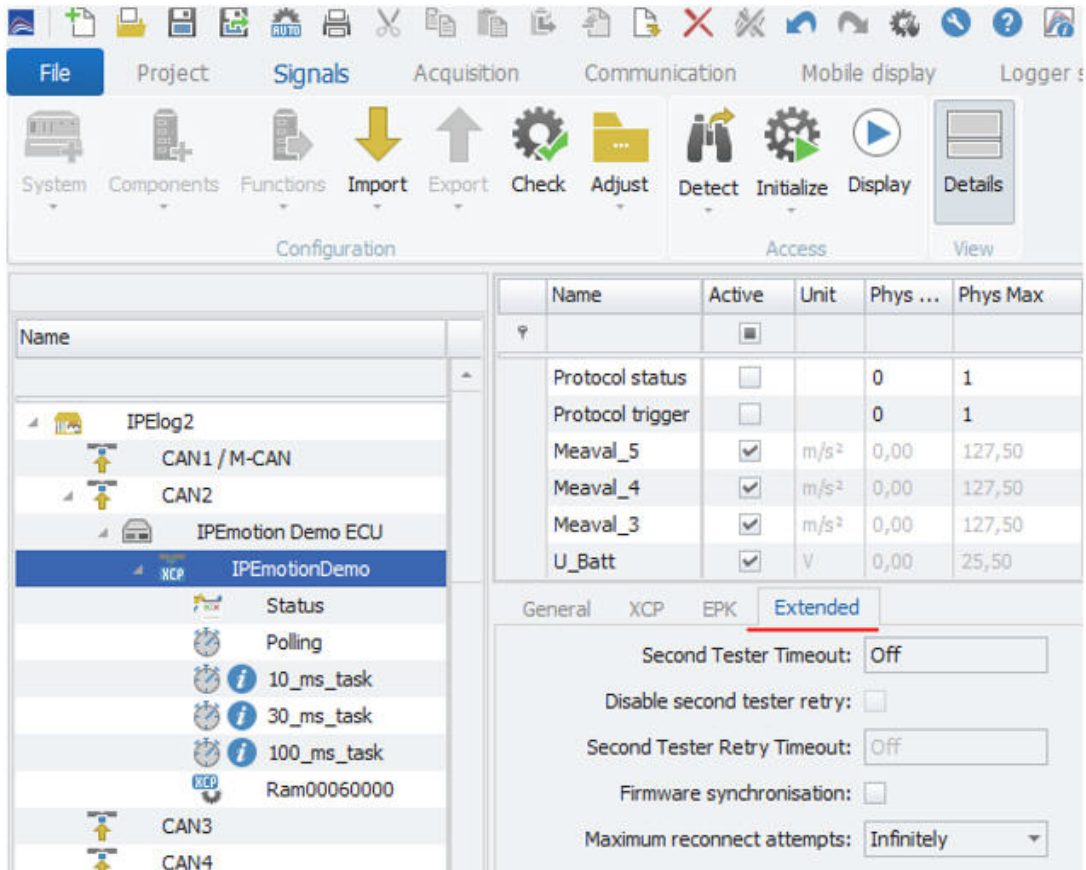 AUTO
File Project Signals Acquisition Communication Mobile display Logger s
System Components Functions Import Export Check Adjust Detect Initialize Display Details
Configuration Access View
Name Active Unit Phys ... Phys Max
Name
Protocol status 0 1
Protocol trigger 0 1
Meaval_5 m/s² 0,00 127,50
Meaval_4 m/s² 0,00 127,50
Meaval_3 m/s² 0,00 127,50
U_Batt V 0,00 25,50
IPElog2
CAN1 / M-CAN
CAN2
IPEmotion Demo ECU
XCP IPEmotionDemo
Status
Polling
i 10_ms_task
i 30_ms_task
i 100_ms_task
XCP Ram00060000
CAN3
CAN4
General XCP EPK Extended
Second Tester Timeout: Off
Disable second tester retry:
Second Tester Retry Timeout: Off
Firmware synchronisation:
Maximum reconnect attempts: Infinitely